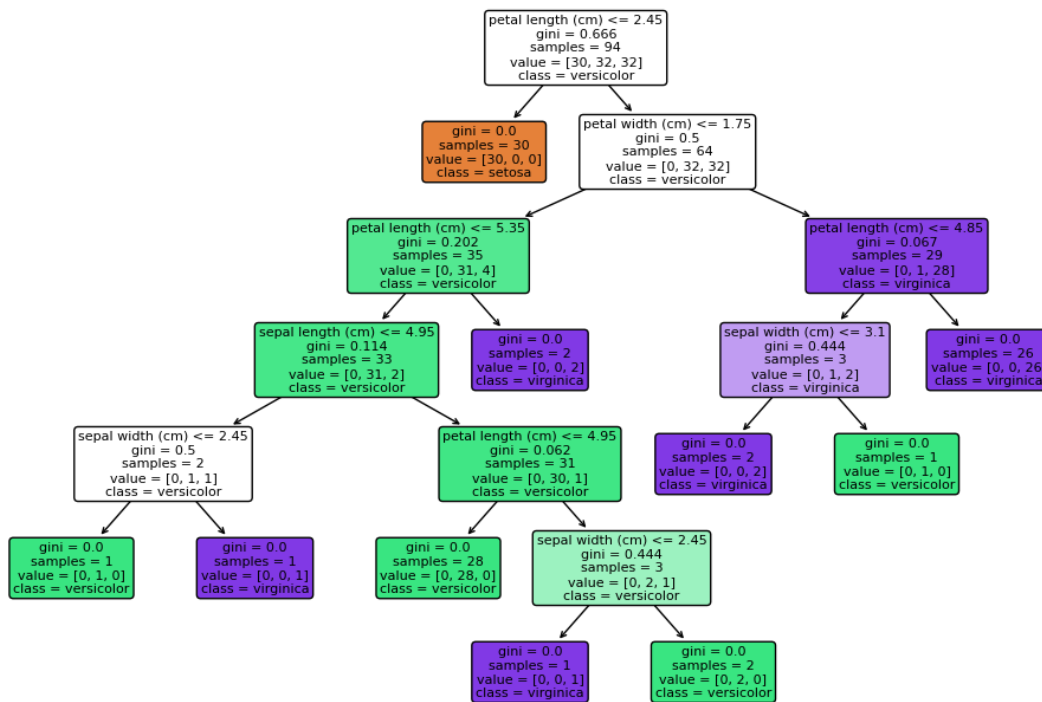 petal length (cm) <= 2.45
gini = 0.666
samples = 94
value = [30, 32, 32]
class = versicolor
gini = 0.0
samples = 30
value = [30, 0, 0]
class = setosa
petal width (cm) <= 1.75
gini = 0.5
samples = 64
value = [0, 32, 32]
class = versicolor
petal length (cm) <= 5.35
gini = 0.202
samples = 35
value = [0, 31, 4]
class = versicolor
petal length (cm) <= 4.85
gini = 0.067
samples = 29
value = [0, 1, 28]
class = virginica
sepal length (cm) <= 4.95
gini = 0.114
samples = 33
value = [0, 31, 2]
class = versicolor
gini = 0.0
samples = 2
value = [0, 0, 2]
class = virginica
sepal width (cm) <= 3.1
gini = 0.444
samples = 3
value = [0, 1, 2]
class = virginica
gini = 0.0
samples = 26
value = [0, 0, 26]
class = virginica
sepal width (cm) <= 2.45
gini = 0.5
samples = 2
value = [0, 1, 1]
class = versicolor
petal length (cm) <= 4.95
gini = 0.062
samples = 31
value = [0, 30, 1]
class = versicolor
gini = 0.0
samples = 2
value = [0, 0, 2]
class = virginica
gini = 0.0
samples = 1
value = [0, 1, 0]
class = versicolor
gini = 0.0
samples = 1
value = [0, 1, 0]
class = versicolor
gini = 0.0
samples = 1
value = [0, 0, 1]
class = virginica
gini = 0.0
samples = 28
value = [0, 28, 0]
class = versicolor
sepal width (cm) <= 2.45
gini = 0.444
samples = 3
value = [0, 2, 1]
class = versicolor
gini = 0.0
samples = 1
value = [0, 0, 1]
class = virginica
gini = 0.0
samples = 2
value = [0, 2, 0]
class = versicolor